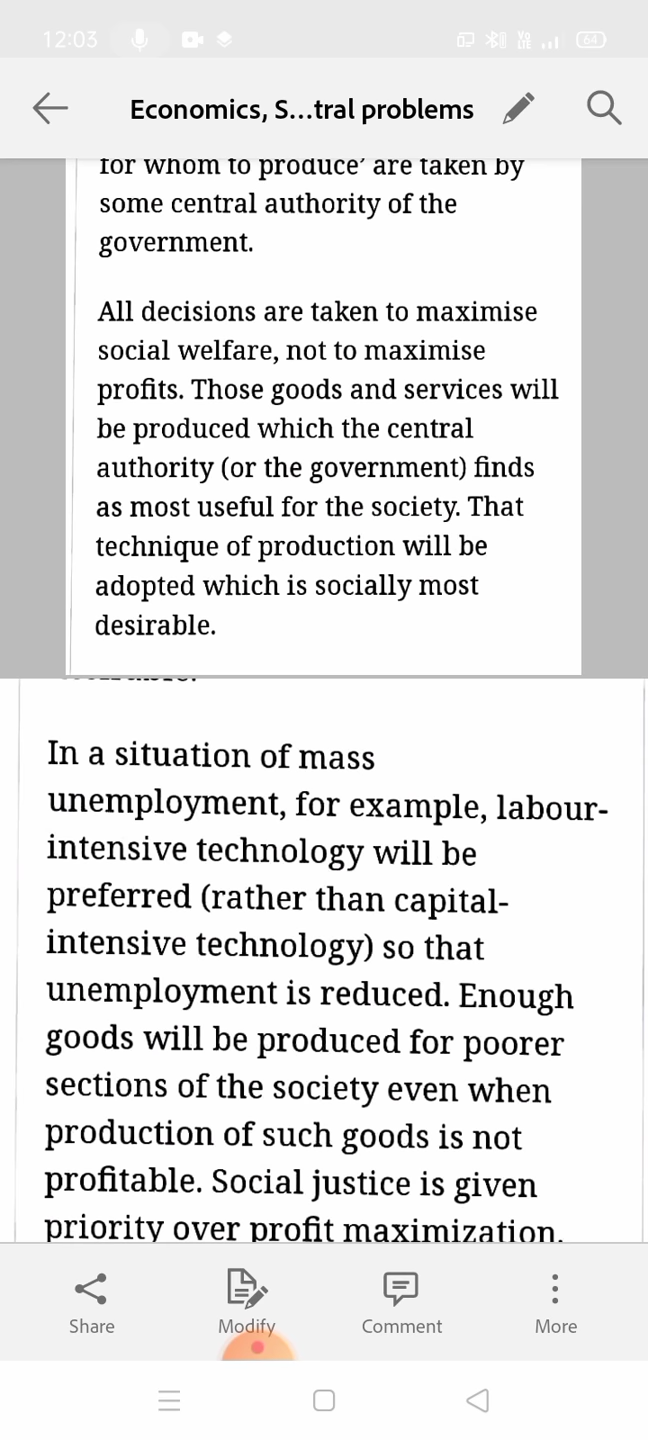 12:03
64
Economics, S...tral problems
for whom to produce’ are taken by
some central authority of the
government.
All decisions are taken to maximise
social welfare, not to maximise
profits. Those goods and services will
be produced which the central
authority (or the government) finds
as most useful for the society. That
technique of production will be
adopted which is socially most
desirable.
In a situation of mass
unemployment, for example, labour-
intensive technology will be
preferred (rather than capital-
intensive technology) so that
unemployment is reduced. Enough
goods will be produced for poorer
sections of the society even when
production of such goods is not
profitable. Social justice is given
priority over profit maximization.
Share
Modify
Comment
More